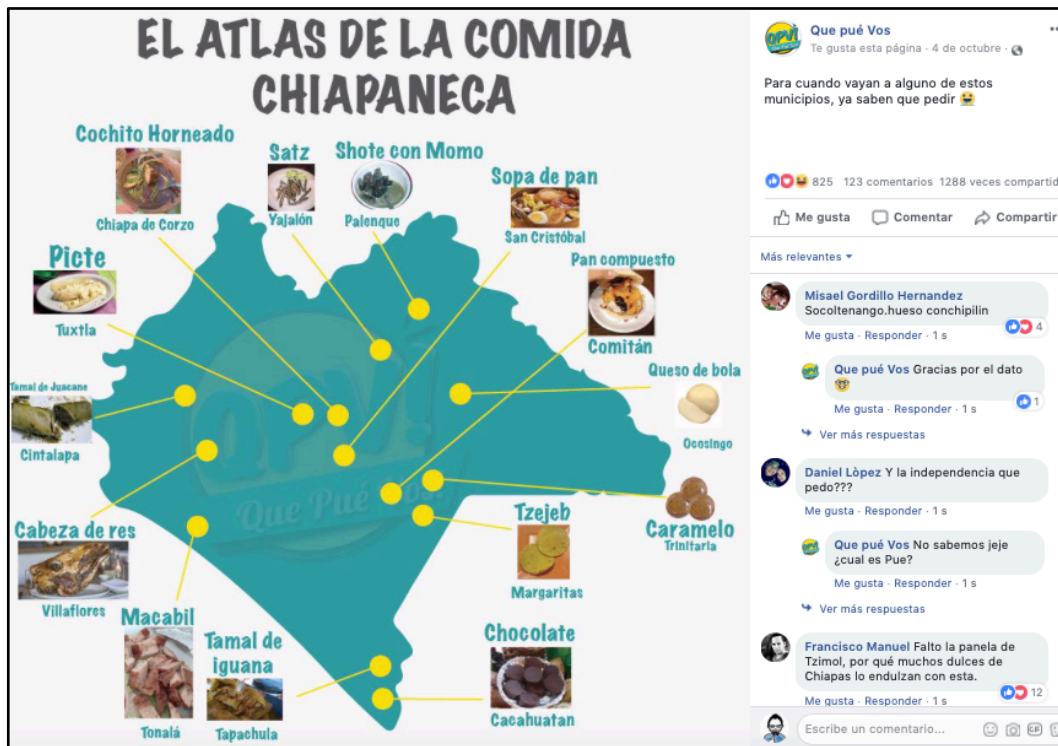 EL ATLAS DE LA COMIDA
CHIAPANECA
Cochito Horneado
Chiapa de Corzo
Satz
Yajalón
Shote con Momo
Palenque
Sopa de pan
San Cristóbal
Picte
Tuxtla
Pan compuesto
Comitán
Tamal de Juacane
Cintalapa
Queso de bola
Ocosingo
QPV!
Que Pué Vos!
Cabeza de res
Villaflores
Caramelo
Trinitaria
Tzejeb
Margaritas
Macabil
Tonalá
Tamal de
iguana
Tapachula
Chocolate
Cacahuatan
QPV!
Que pué Vos
Te gusta esta página · 4 de octubre ·
Para cuando vayan a alguno de estos
municipios, ya saben que pedir 😆
825 123 comentarios 1288 veces compartid
Me gusta Comentar Compartir
Más relevantes
Misael Gordillo Hernandez
Socoltenango.hueso conchipilin
4
Me gusta · Responder · 1 s
Que pué Vos Gracias por el dato
🤓
1
Me gusta · Responder · 1 s
Ver más respuestas
Daniel Lòpez Y la independencia que
pedo???
Me gusta · Responder · 1 s
Que pué Vos No sabemos jeje
¿cual es Pue?
Me gusta · Responder · 1 s
Ver más respuestas
Francisco Manuel Falto la panela de
Tzimol, por qué muchos dulces de
Chiapas lo endulzan con esta.
12
Me gusta · Responder · 1 s
Escribe un comentario...
GIF